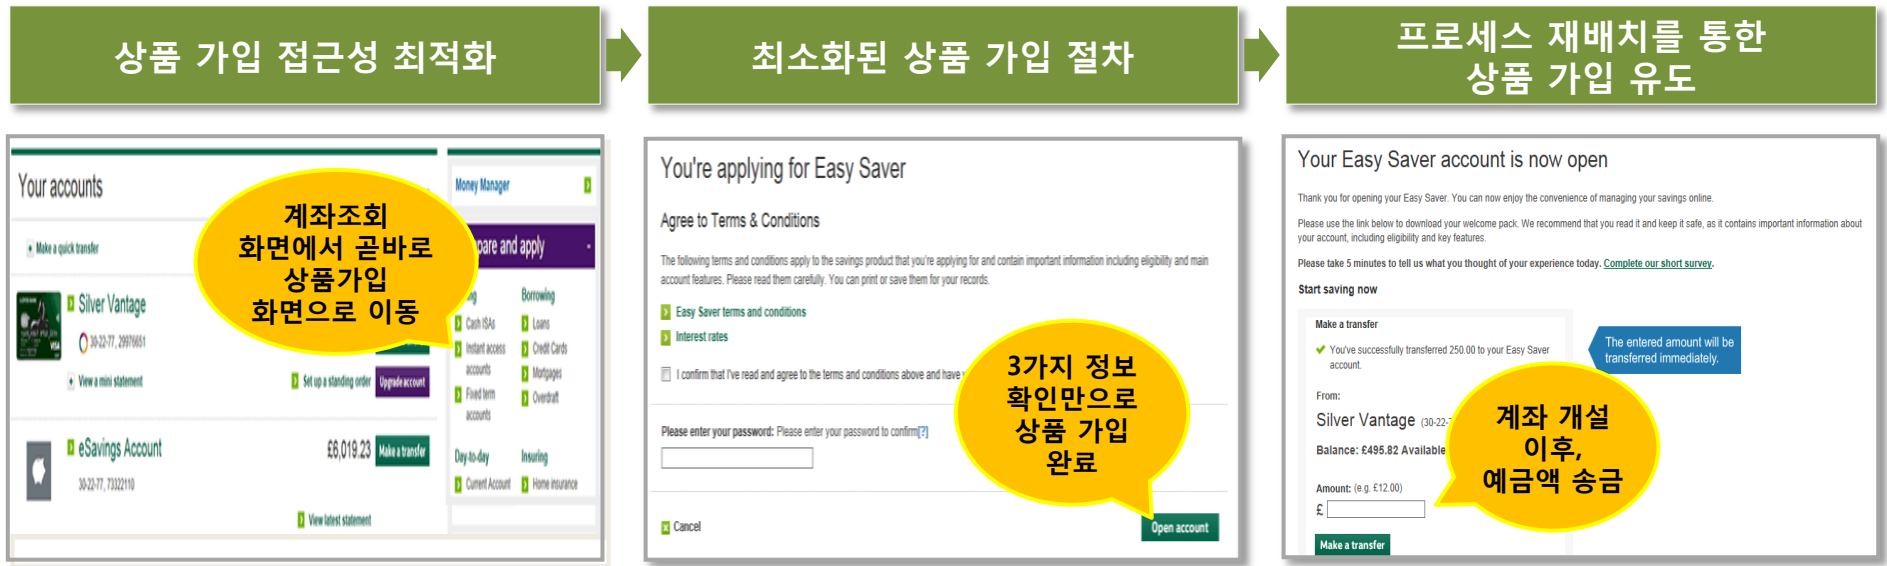 상품 가입 접근성 최적화
최소화된 상품 가입 절차
프로세스 재배치를 통한
상품 가입 유도
Your accounts
Make a quick transfer
Silver Vantage
30-22-77, 29976651
View a mini statement
Set up a standing order
Upgrade account
eSavings Account
£6,019.23
Make a transfer
30-22-77, 73322110
View latest statement
Money Manager
and apply
Borrowing
Cash ISAs
Loans
Instant access
accounts
Credit Cards
Mortgages
Fixed term
accounts
Overdraft
Day-to-day
Insuring
Current Account
Home insurance
계좌조회
화면에서 곧바로
상품가입
화면으로 이동
You're applying for Easy Saver
Agree to Terms & Conditions
The following terms and conditions apply to the savings product that you're applying for and contain important information including eligibility and main
account features. Please read them carefully. You can print or save them for your records.
Easy Saver terms and conditions
Interest rates
I confirm that I've read and agree to the terms and conditions above and have
Please enter your password: Please enter your password to confirm[?]
Cancel
Open account
3가지 정보
확인만으로
상품 가입
완료
Your Easy Saver account is now open
Thank you for opening your Easy Saver. You can now enjoy the convenience of managing your savings online.
Please use the link below to download your welcome pack. We recommend that you read it and keep it safe, as it contains important information about
your account, including eligibility and key features.
Please take 5 minutes to tell us what you thought of your experience today. Complete our short survey.
Start saving now
Make a transfer
You've successfully transferred 250.00 to your Easy Saver
account.
The entered amount will be
transferred immediately.
From:
Silver Vantage (30-22-
Balance: £495.82 Available
Amount: (e.g. £12.00)
£
Make a transfer
계좌 개설
이후,
예금액 송금